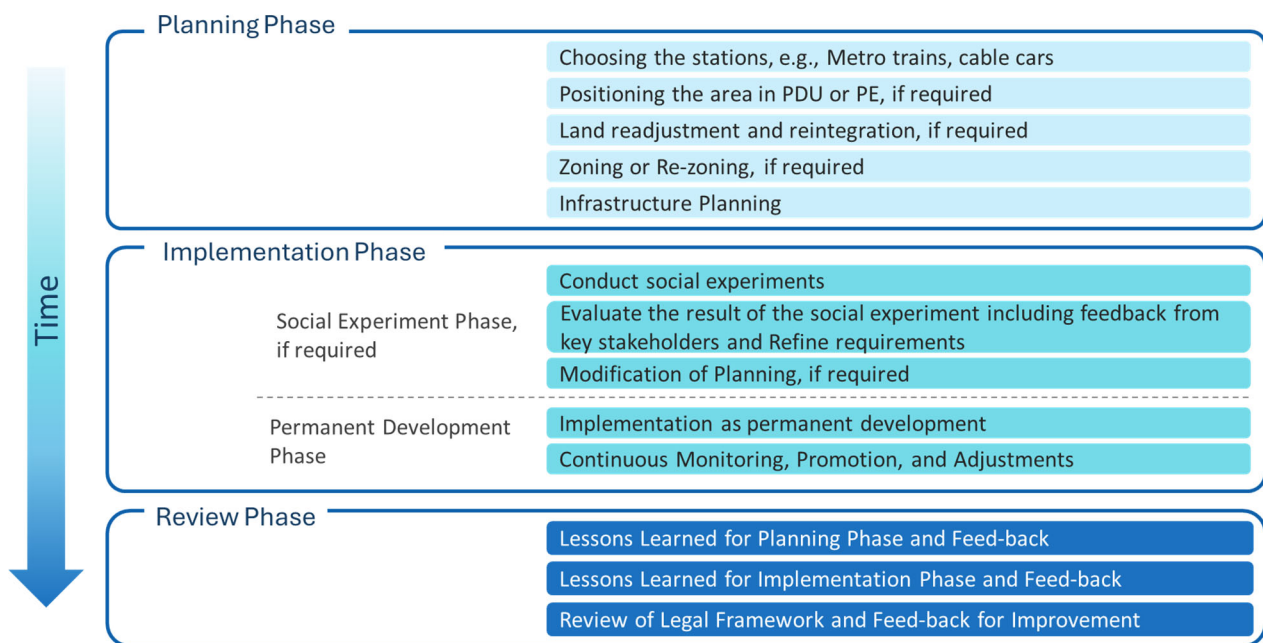 Planning Phase
Choosing the stations, e.g., Metro trains, cable cars
Positioning the area in PDU or PE, if required
Land readjustment and reintegration, if required
Zoning or Re-zoning, if required
Infrastructure Planning
Time
Implementation Phase
Social Experiment Phase,
if required
Conduct social experiments
Evaluate the result of the social experiment including feedback from
key stakeholders and Refine requirements
Modification of Planning, if required
Permanent Development
Phase
Implementation as permanent development
Continuous Monitoring, Promotion, and Adjustments
Review Phase
Lessons Learned for Planning Phase and Feed-back
Lessons Learned for Implementation Phase and Feed-back
Review of Legal Framework and Feed-back for Improvement